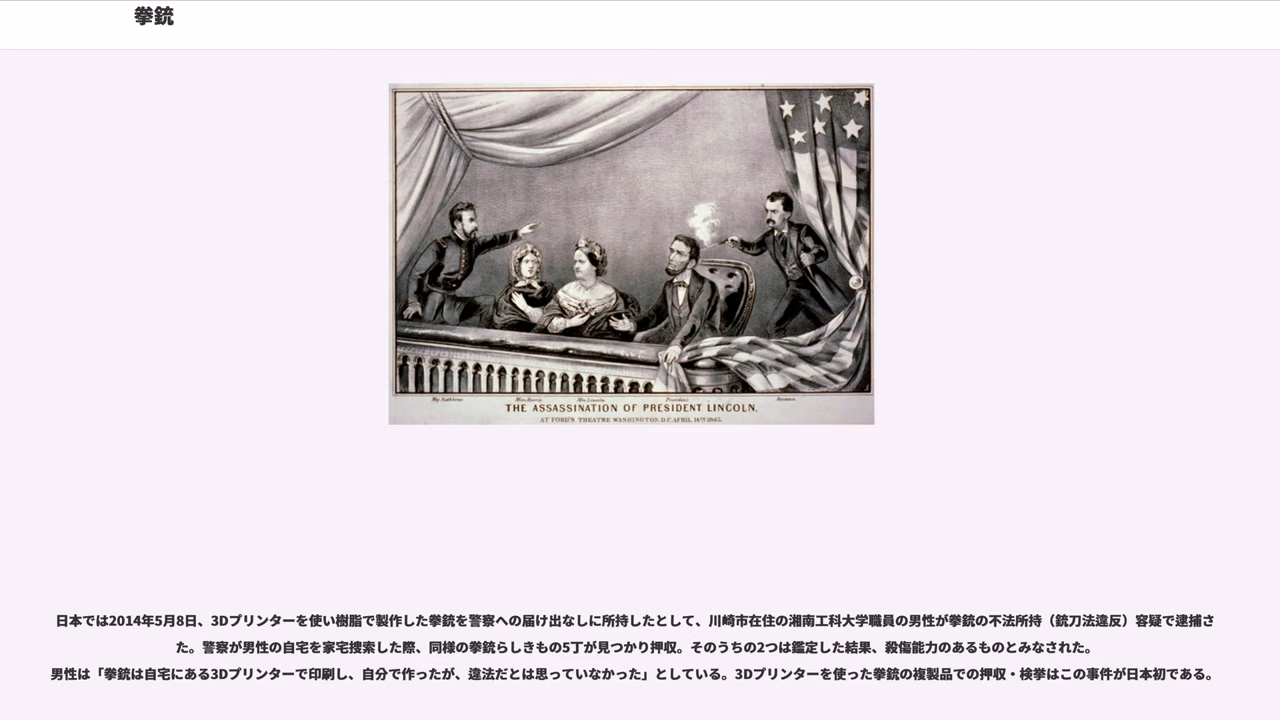 拳銃
Miss Harris.
Mrs. Lincoln.
President.
Assassin.
THE ASSASSINATION OF PRESIDENT LINCOLN,
AT FORD'S THEATRE WASHINGTON.D.C.APRIL 14TH 1865.
日本では2014年5月8日、3Dプリンターを使い樹脂で製作した拳銃を警察への届け出なしに所持したとして、川崎市在住の湘南工科大学職員の男性が拳銃の不法所持（銃刀法違反）容疑で逮捕さ
た。警察が男性の自宅を家宅捜索した際、同様の拳銃らしきもの5丁が見つかり押収。そのうちの2つは鑑定した結果、殺傷能力のあるものとみなされた。
男性は「拳銃は自宅にある3Dプリンターで印刷し、自分で作ったが、違法だとは思っていなかった」としている。3Dプリンターを使った拳銃の複製品での押収・検挙はこの事件が日本初である。